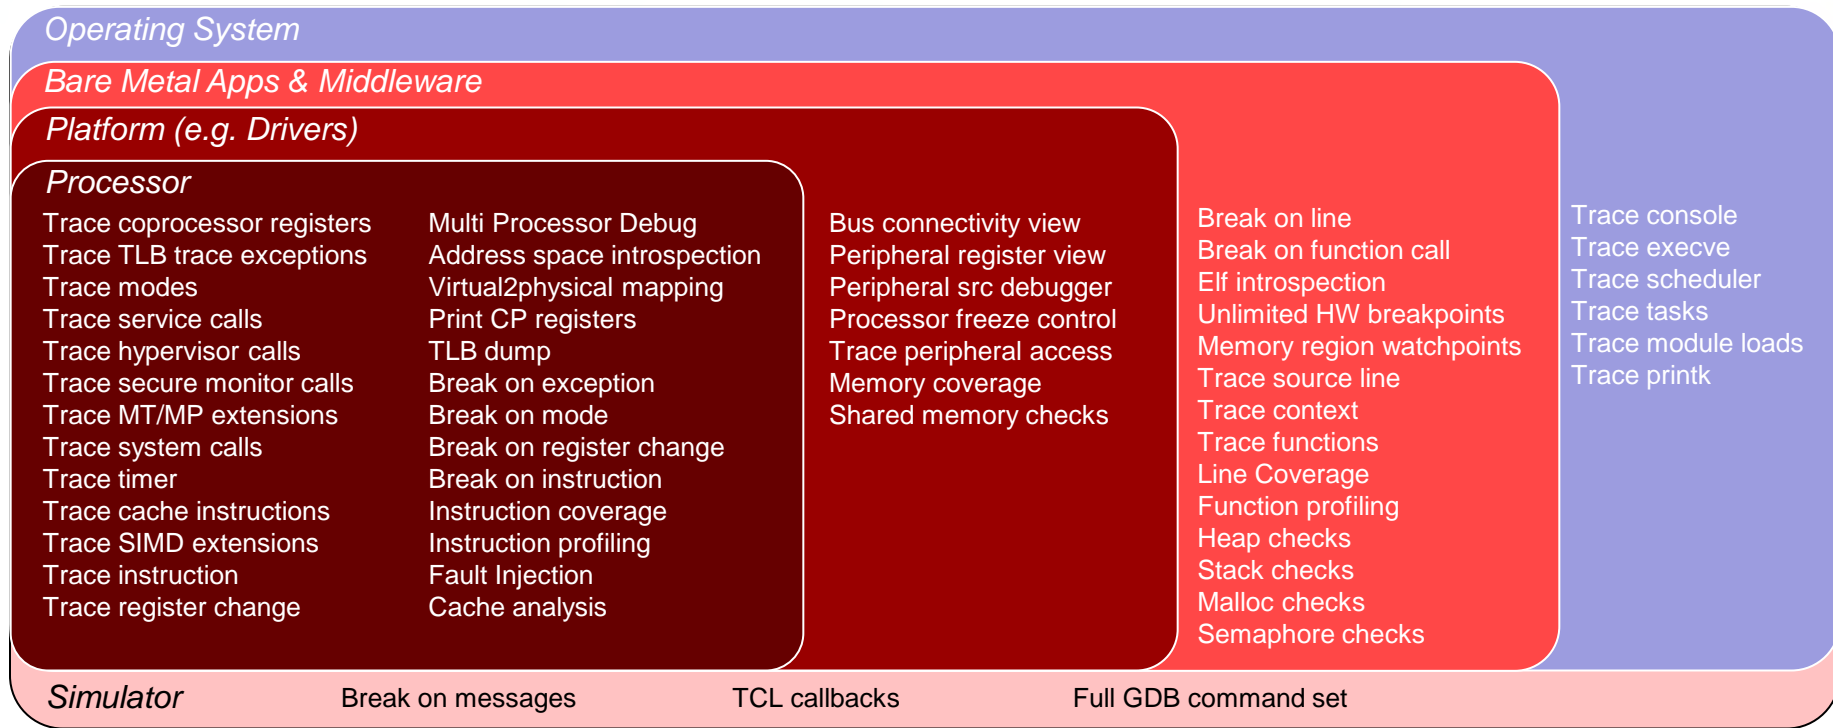 Operating System
Bare Metal Apps & Middleware
Platform (e.g. Drivers)
Processor
Trace coprocessor registers
Trace TLB trace exceptions
Trace modes
Trace service calls
Trace hypervisor calls
Trace secure monitor calls
Trace MT/MP extensions
Trace system calls
Trace timer
Trace cache instructions
Trace SIMD extensions
Trace instruction
Trace register change
Multi Processor Debug
Address space introspection
Virtual2physical mapping
Print CP registers
TLB dump
Break on exception
Break on mode
Break on register change
Break on instruction
Instruction coverage
Instruction profiling
Fault Injection
Cache analysis
Bus connectivity view
Peripheral register view
Peripheral src debugger
Processor freeze control
Trace peripheral access
Memory coverage
Shared memory checks
Break on line
Break on function call
Elf introspection
Unlimited HW breakpoints
Memory region watchpoints
Trace source line
Trace context
Trace functions
Line Coverage
Function profiling
Heap checks
Stack checks
Malloc checks
Semaphore checks
Trace console
Trace execve
Trace scheduler
Trace tasks
Trace module loads
Trace printk
Simulator
Break on messages
TCL callbacks
Full GDB command set